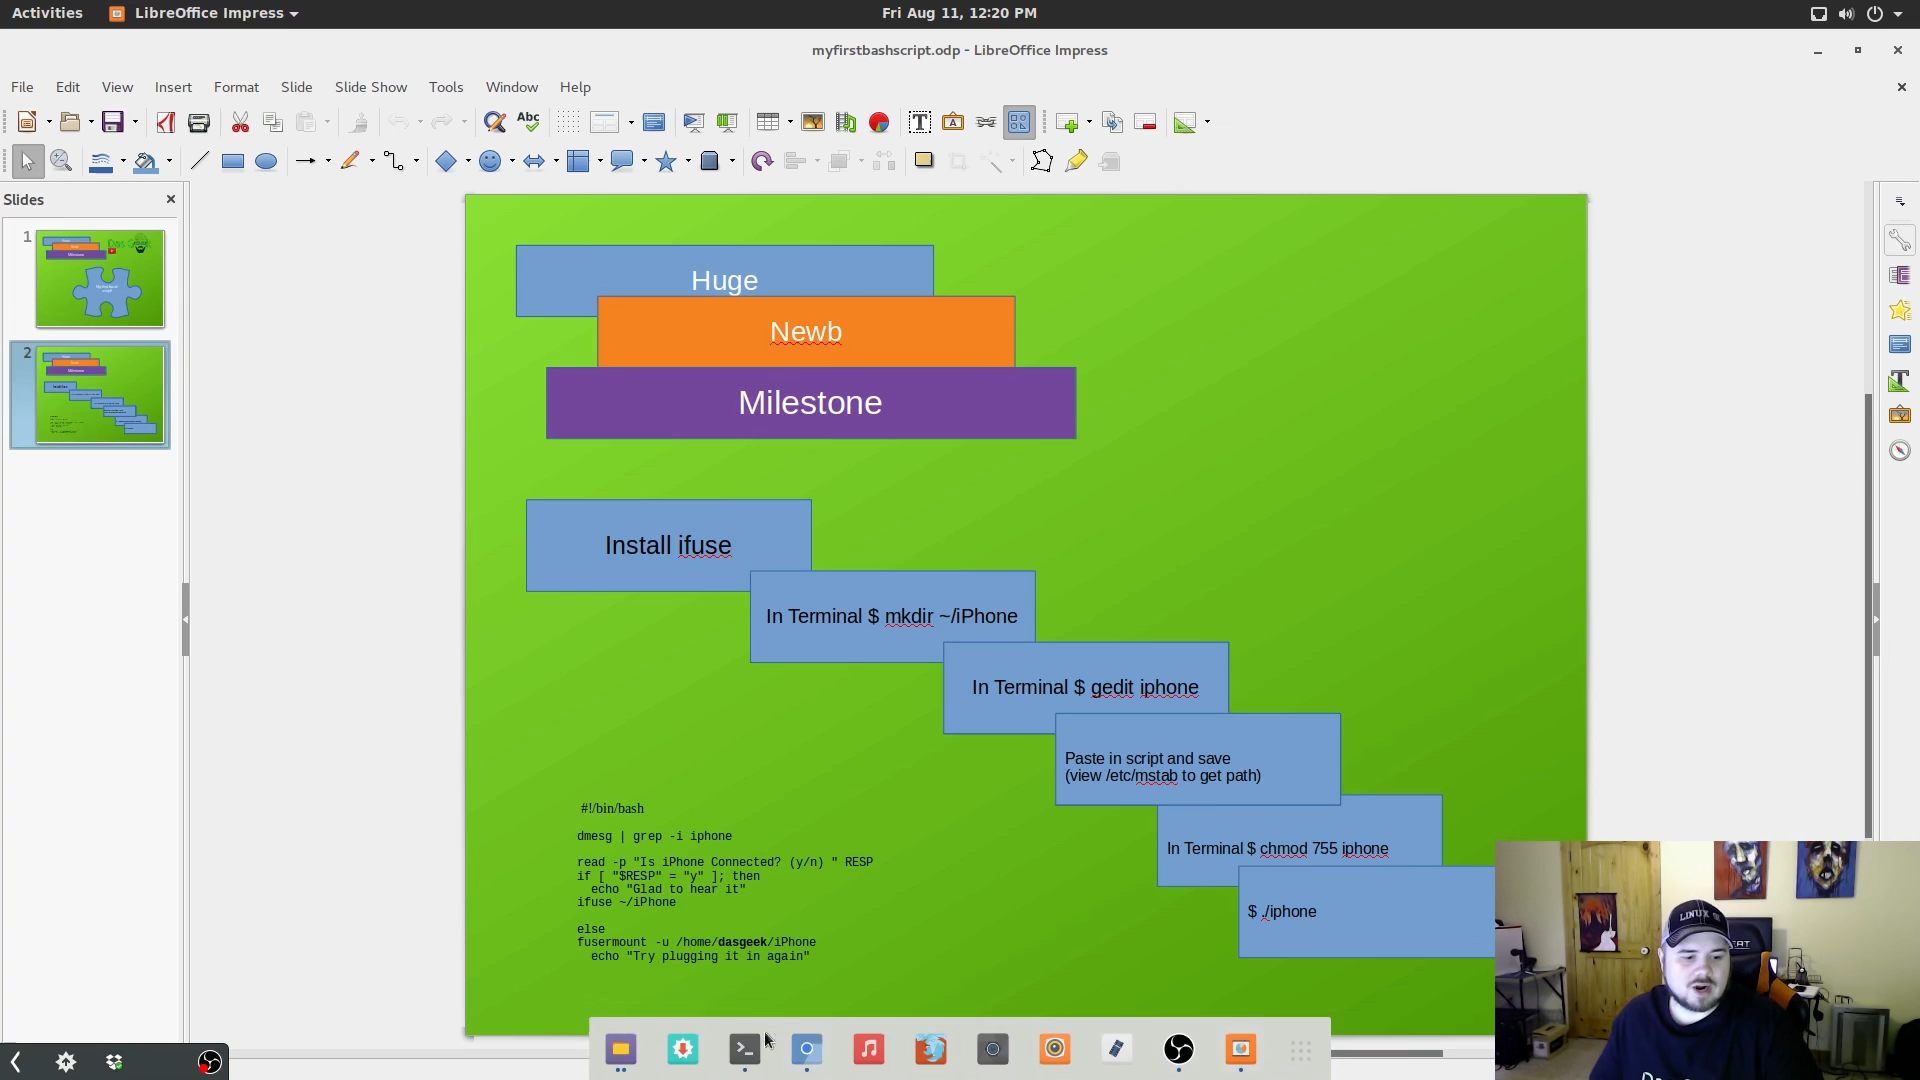 Activities LibreOffice Impress Fri Aug 11, 12:20 PM
myfirstbashscript.odp - LibreOffice Impress
File Edit View Insert Format Slide Slide Show Tools Window Help
Abc
Slides
1
2
Huge
Newb
Milestone
Install ifuse
In Terminal $ mkdir ~/iPhone
In Terminal $ gedit iphone
Paste in script and save
(view /etc/mstab to get path)
In Terminal $ chmod 755 iphone
$ ./iphone
#!/bin/bash
dmesg | grep -i iphone
read -p "Is iPhone Connected? (y/n) " RESP
if [ "$RESP" = "y" ]; then
echo "Glad to hear it"
ifuse ~/iPhone
else
fusermount -u /home/dasgeek/iPhone
echo "Try plugging it in again"